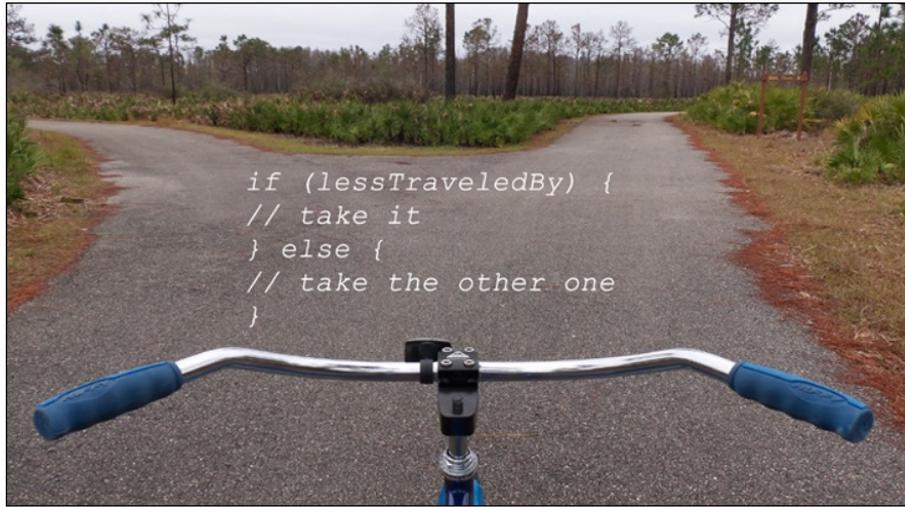 if (lessTraveledBy) {
// take it
} else {
// take the other one
}